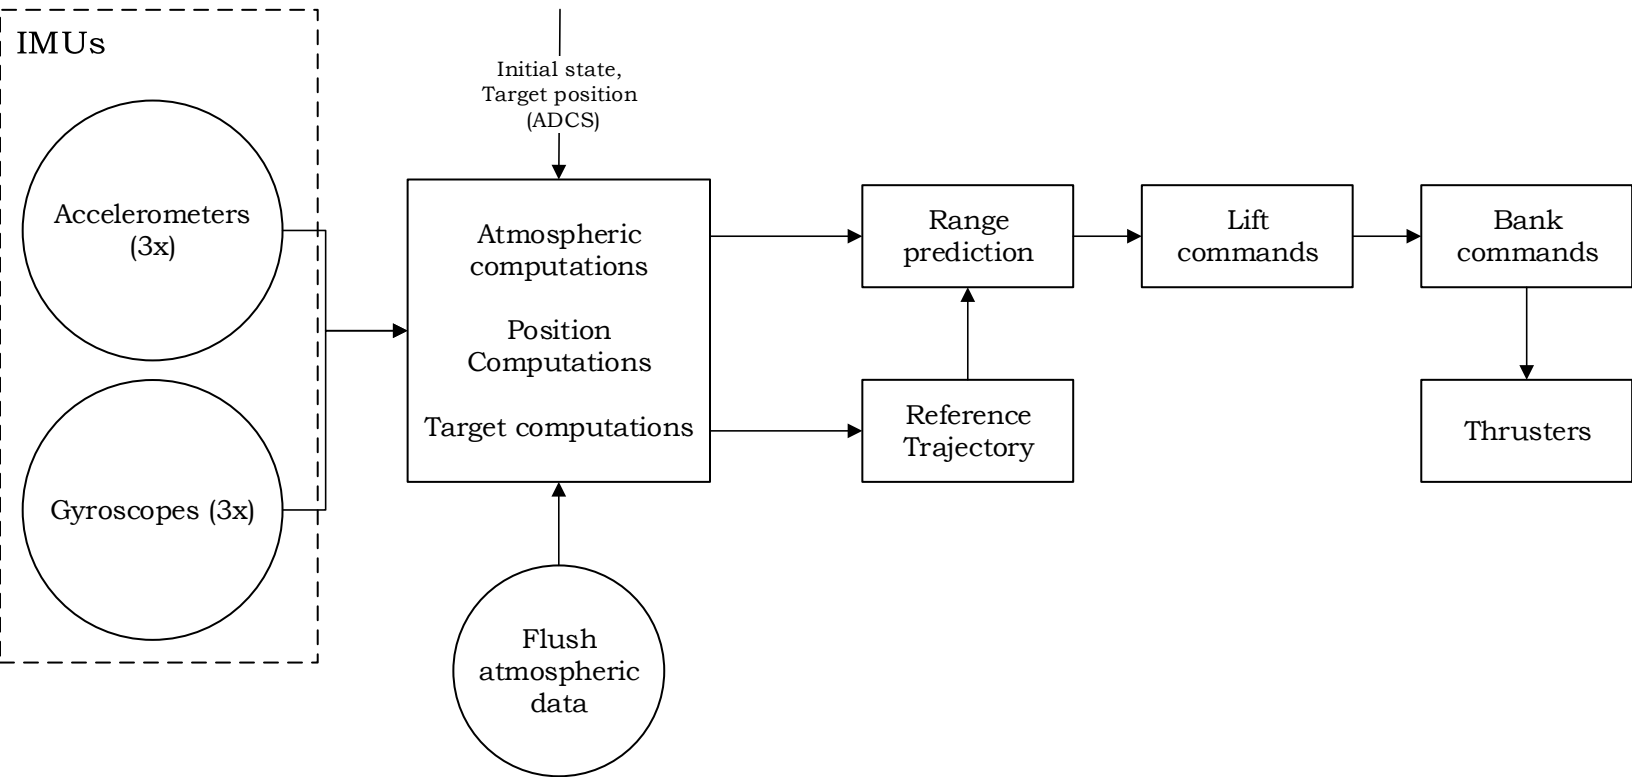 IMUs
Accelerometers
(3x)
Gyroscopes (3x)
Initial state,
Target position
(ADCS)
Atmospheric
computations
Position
Computations
Target computations
Flush
atmospheric
data
Range
prediction
Reference
Trajectory
Lift
commands
Bank
commands
Thrusters